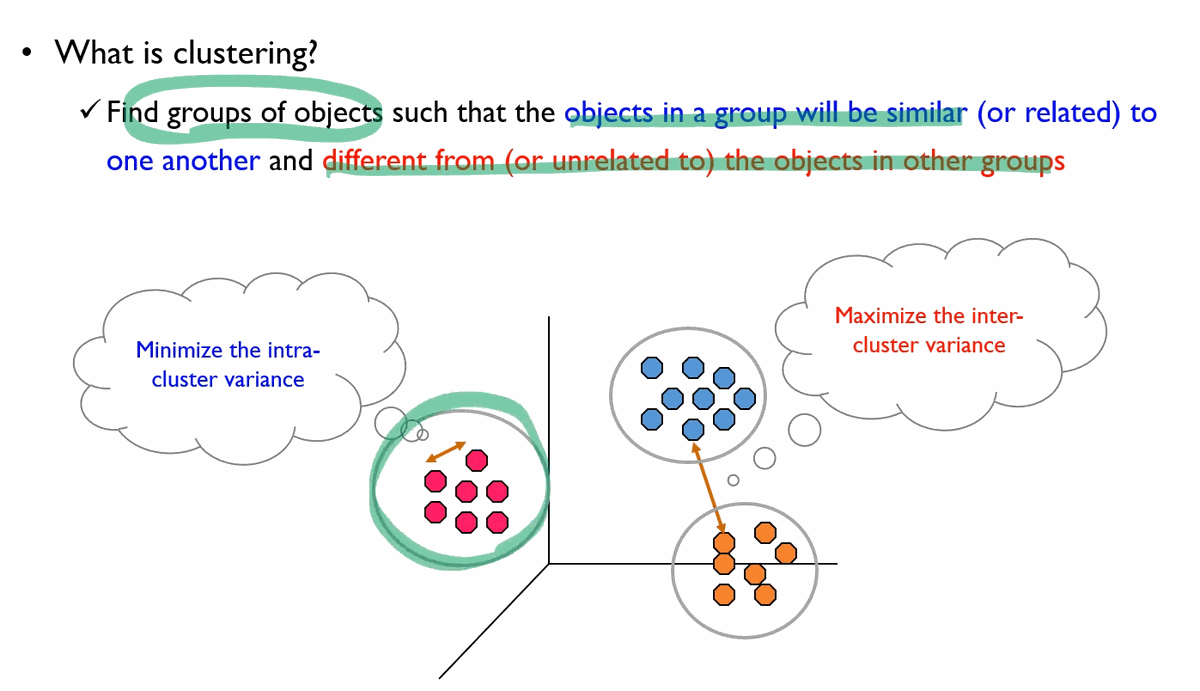 • What is clustering?
✓ Find groups of objects such that the objects in a group will be similar (or related) to
one another and different from (or unrelated to) the objects in other groups
Minimize the intra-
cluster variance
Maximize the inter-
cluster variance